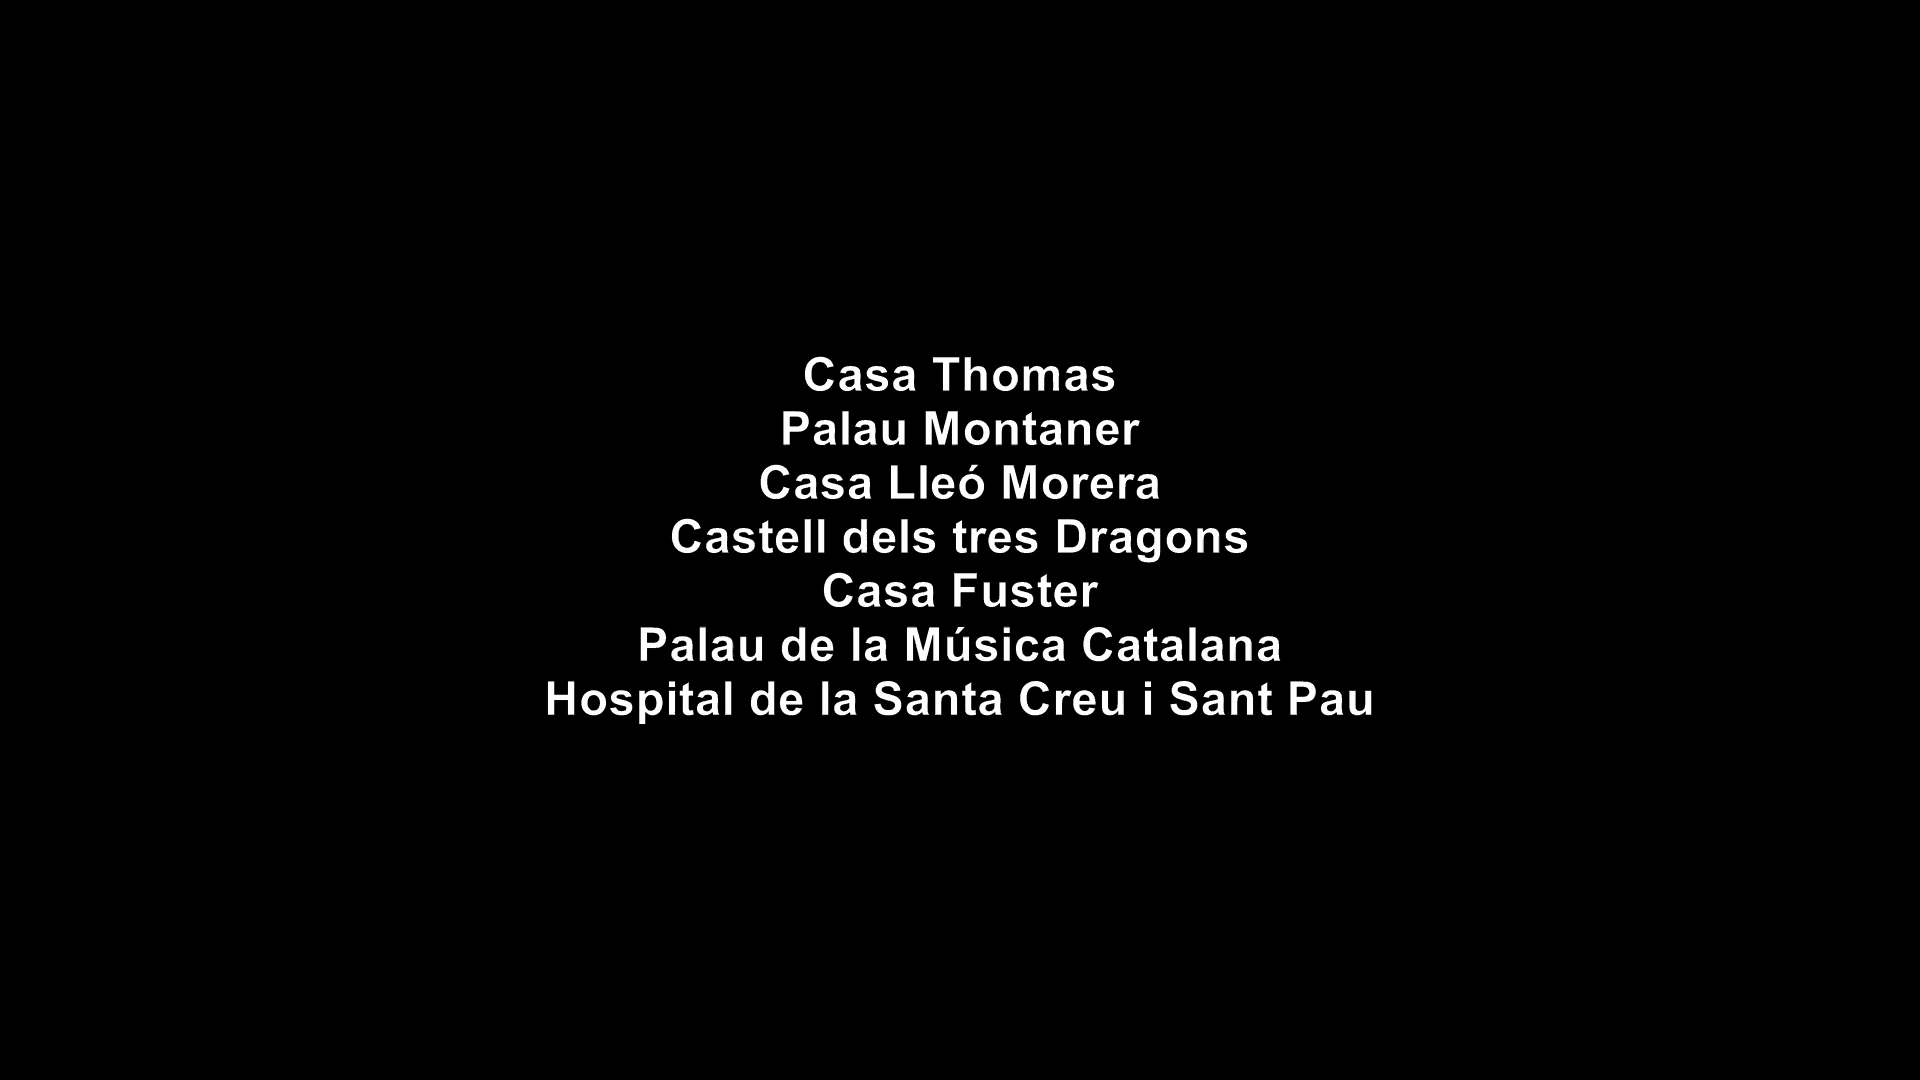 Casa Thomas
Palau Montaner
Casa Lleó Morera
Castell dels tres Dragons
Casa Fuster
Palau de la Música Catalana
Hospital de la Santa Creu i Sant Pau